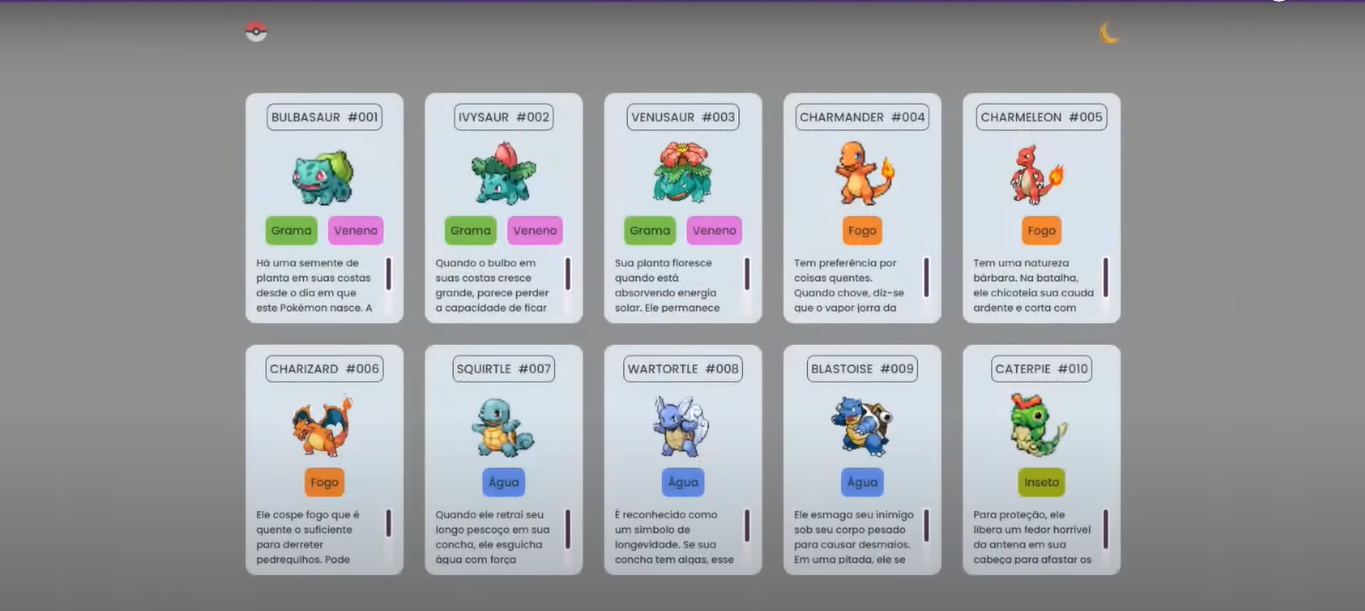 BULBASAUR #001
Grama Veneno
Há uma semente de
planta em suas costas
desde o dia em que
este Pokémon nasce. A
IVYSAUR #002
Grama Veneno
Quando o bulbo em
suas costas cresce
grande, parece perder
a capacidade de ficar
VENUSAUR #003
Grama Veneno
Sua planta floresce
quando está
absorvendo energia
solar. Ele permanece
CHARMANDER #004
Fogo
Tem preferência por
coisas quentes.
Quando chove, diz-se
que o vapor jorra da
CHARMELEON #005
Fogo
Tem uma natureza
bárbara. Na batalha,
ele chicoteia sua cauda
ardente e corta com
CHARIZARD #006
Fogo
Ele cospe fogo que é
quente o suficiente
para derreter
pedregulhos. Pode
SQUIRTLE #007
Água
Quando ele retrai seu
longo pescoço em sua
concha, ele esguicha
água com força
WARTORTLE #008
Água
É reconhecido como
um símbolo de
longevidade. Se sua
concha tem algas, esse
BLASTOISE #009
Água
Ele esmaga seu inimigo
sob seu corpo pesado
para causar desmaios.
Em uma pitada, ele se
CATERPIE #010
Inseto
Para proteção, ele
libera um fedor horrível
da antena em sua
cabeça para afastar os